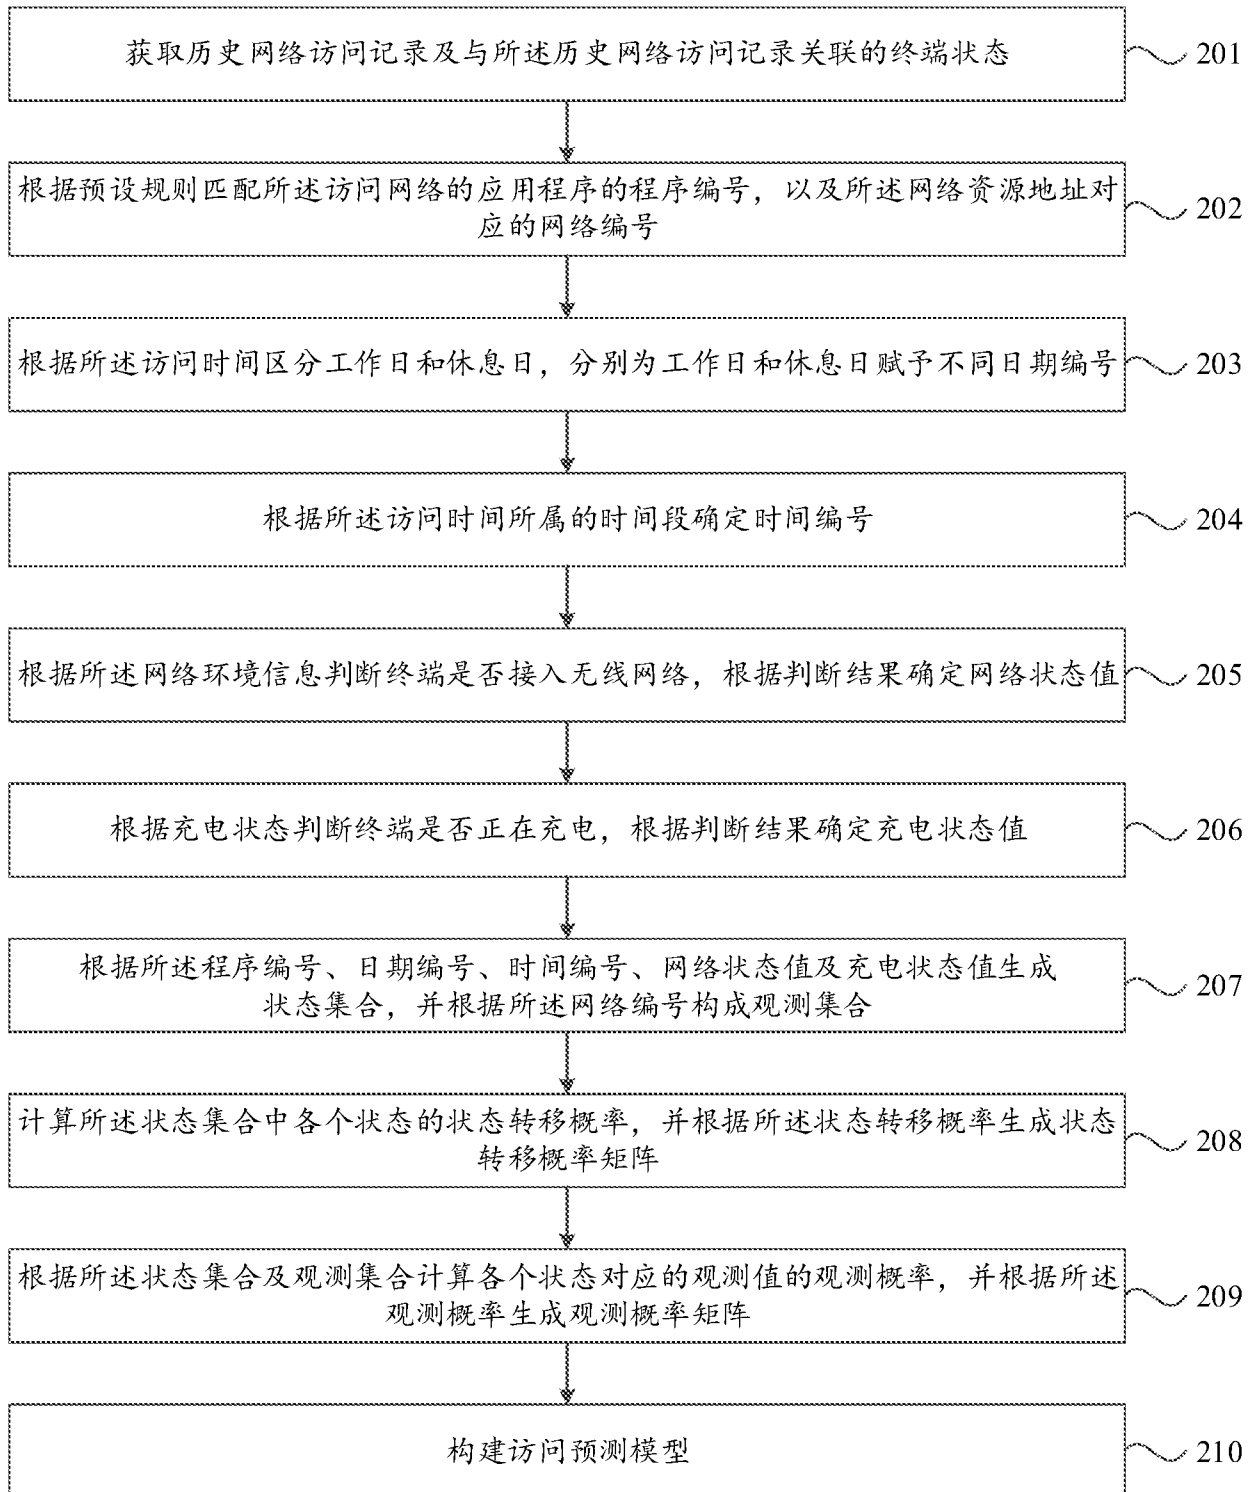 获取历史网络访问记录及与所述历史网络访问记录关联的终端状态
201
根据预设规则匹配所述访问网络的应用程序的程序编号，以及所述网络资源地址对
应的网络编号
202
根据所述访问时间区分工作日和休息日，分别为工作日和休息日赋予不同日期编号
203
根据所述访问时间所属的时间段确定时间编号
204
根据所述网络环境信息判断终端是否接入无线网络，根据判断结果确定网络状态值
205
根据充电状态判断终端是否正在充电，根据判断结果确定充电状态值
206
根据所述程序编号、日期编号、时间编号、网络状态值及充电状态值生成
状态集合，并根据所述网络编号构成观测集合
207
计算所述状态集合中各个状态的状态转移概率，并根据所述状态转移概率生成状态
转移概率矩阵
208
根据所述状态集合及观测集合计算各个状态对应的观测值的观测概率，并根据所述
观测概率生成观测概率矩阵
209
构建访问预测模型
210